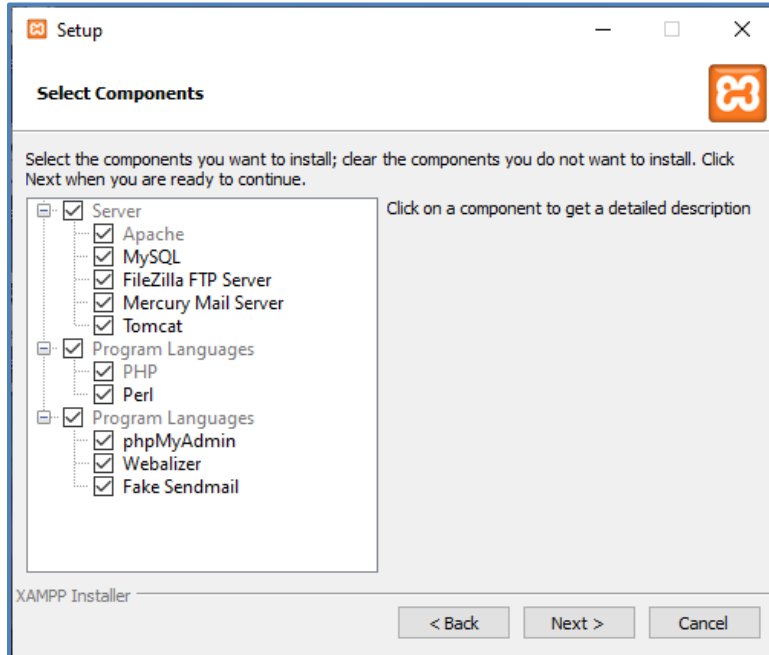 Setup
Select Components
Select the components you want to install; clear the components you do not want to install. Click
Next when you are ready to continue.
Server
Apache
MySQL
FileZilla FTP Server
Mercury Mail Server
Tomcat
Program Languages
PHP
Perl
Program Languages
phpMyAdmin
Webalizer
Fake Sendmail
Click on a component to get a detailed description
XAMPP Installer
< Back
Next >
Cancel